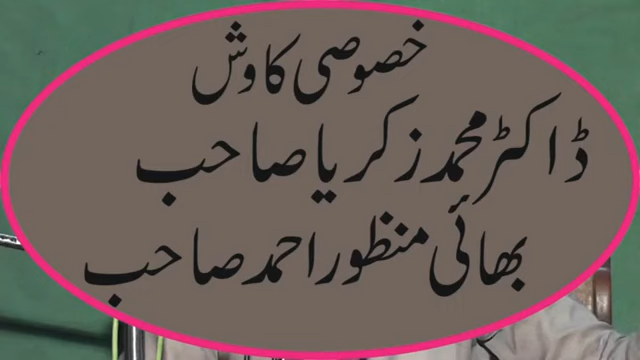 خصوصی کاوش
ڈاکٹر محمد زکریا صاحب
بھائی منظور احمد صاحب